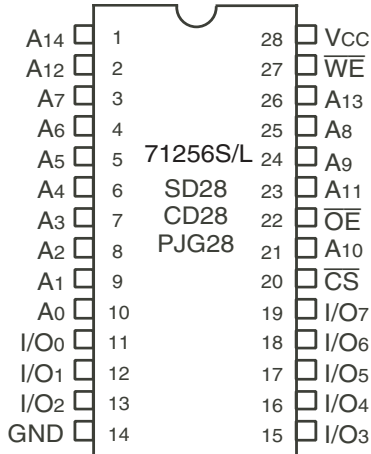 A14 1 28 VCC
A12 2 27 W̅E̅
A7 3 26 A13
A6 4 25 A8
A5 5 71256S/L 24 A9
A4 6 SD28 23 A11
A3 7 CD28 22 O̅E̅
A2 8 PJG28 21 A10
A1 9 20 C̅S̅
A0 10 19 I/O7
I/O0 11 18 I/O6
I/O1 12 17 I/O5
I/O2 13 16 I/O4
GND 14 15 I/O3